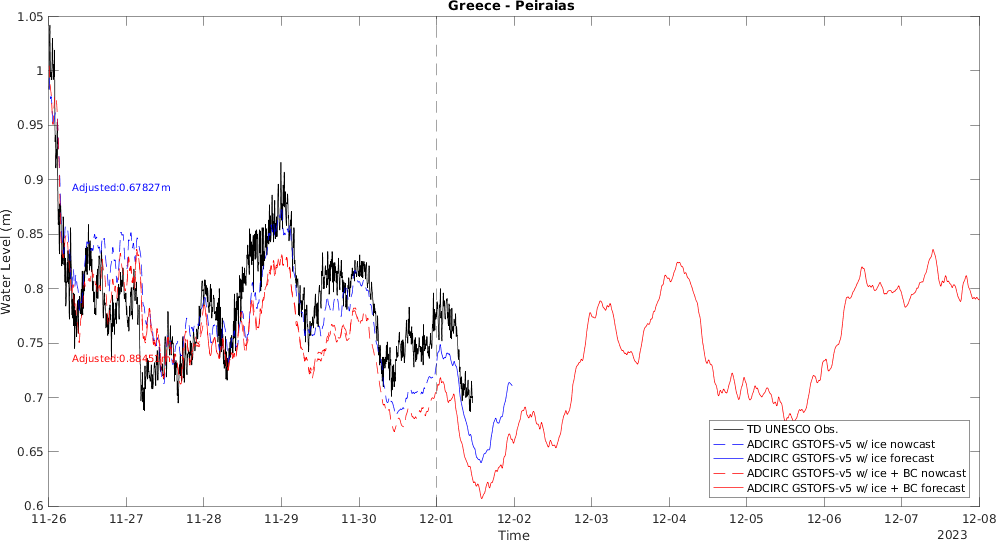 Greece - Peiraias
1.05
1
0.95
0.9
0.85
0.8
0.75
0.7
0.65
0.6
Water Level (m)
Adjusted:0.67827m
TD UNESCO Obs.
ADCIRC GSTOFS-v5 w/ ice nowcast
ADCIRC GSTOFS-v5 w/ ice forecast
ADCIRC GSTOFS-v5 w/ ice + BC nowcast
ADCIRC GSTOFS-v5 w/ ice + BC forecast
11-26 11-27 11-28 11-29 11-30 12-01 12-02 12-03 12-04 12-05 12-06 12-07 12-08
Time
2023